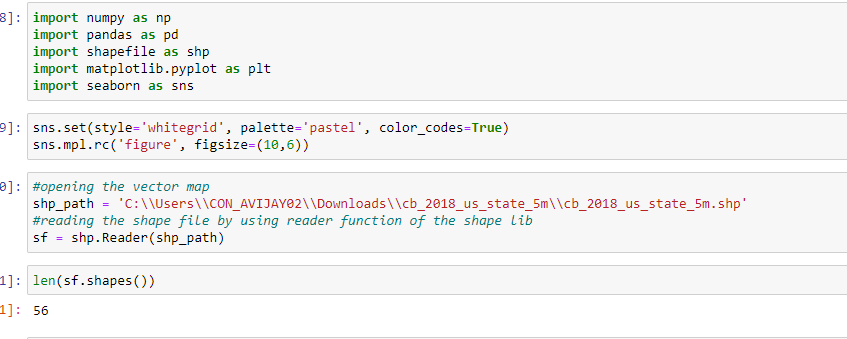 8]: import numpy as np
import pandas as pd
import shapefile as shp
import matplotlib.pyplot as plt
import seaborn as sns
9]: sns.set(style='whitegrid', palette='pastel', color_codes=True)
sns.mpl.rc('figure', figsize=(10,6))
0]: #opening the vector map
shp_path = 'C:\\Users\\CON_AVIJAY02\\Downloads\\cb_2018_us_state_5m\\cb_2018_us_state_5m.shp'
#reading the shape file by using reader function of the shape lib
sf = shp.Reader(shp_path)
1]: len(sf.shapes())
1]: 56